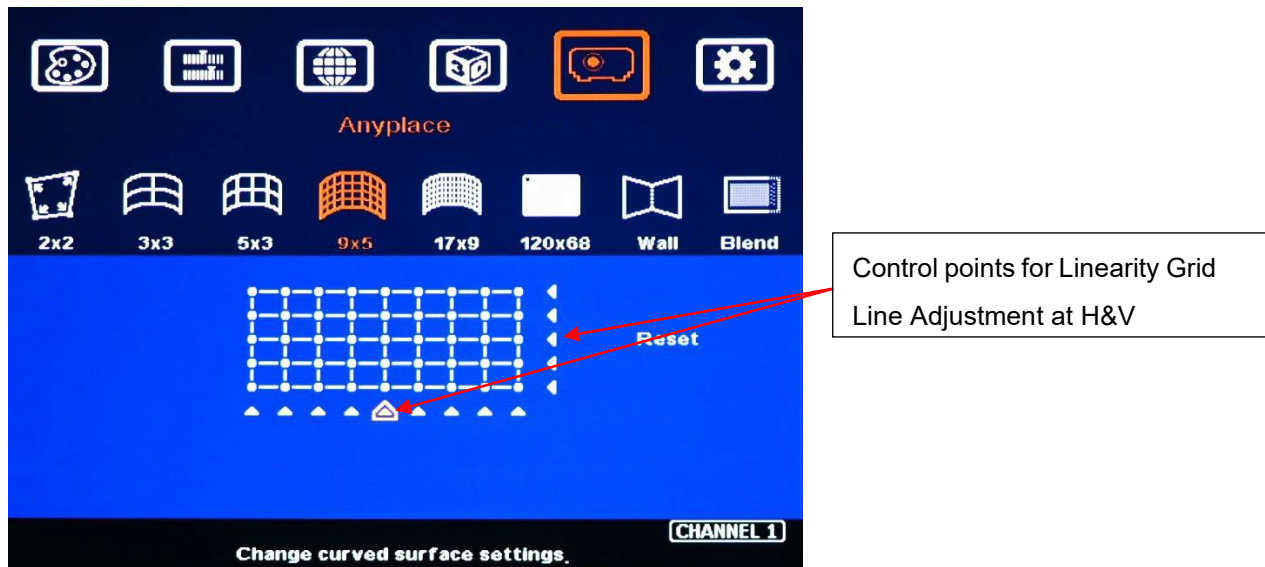 3D
Anyplace
2x2 3x3 5x3 9x5 17x9 120x68 Wall Blend
Reset
Control points for Linearity Grid
Line Adjustment at H&V
CHANNEL 1
Change curved surface settings.